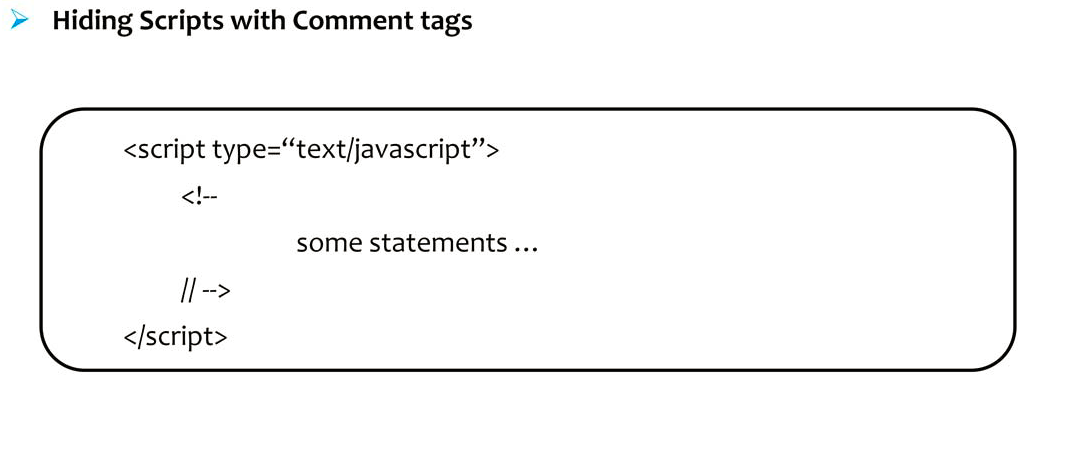 Hiding Scripts with Comment tags
<script type=“text/javascript”>
<!--
some statements …
// -->
</script>